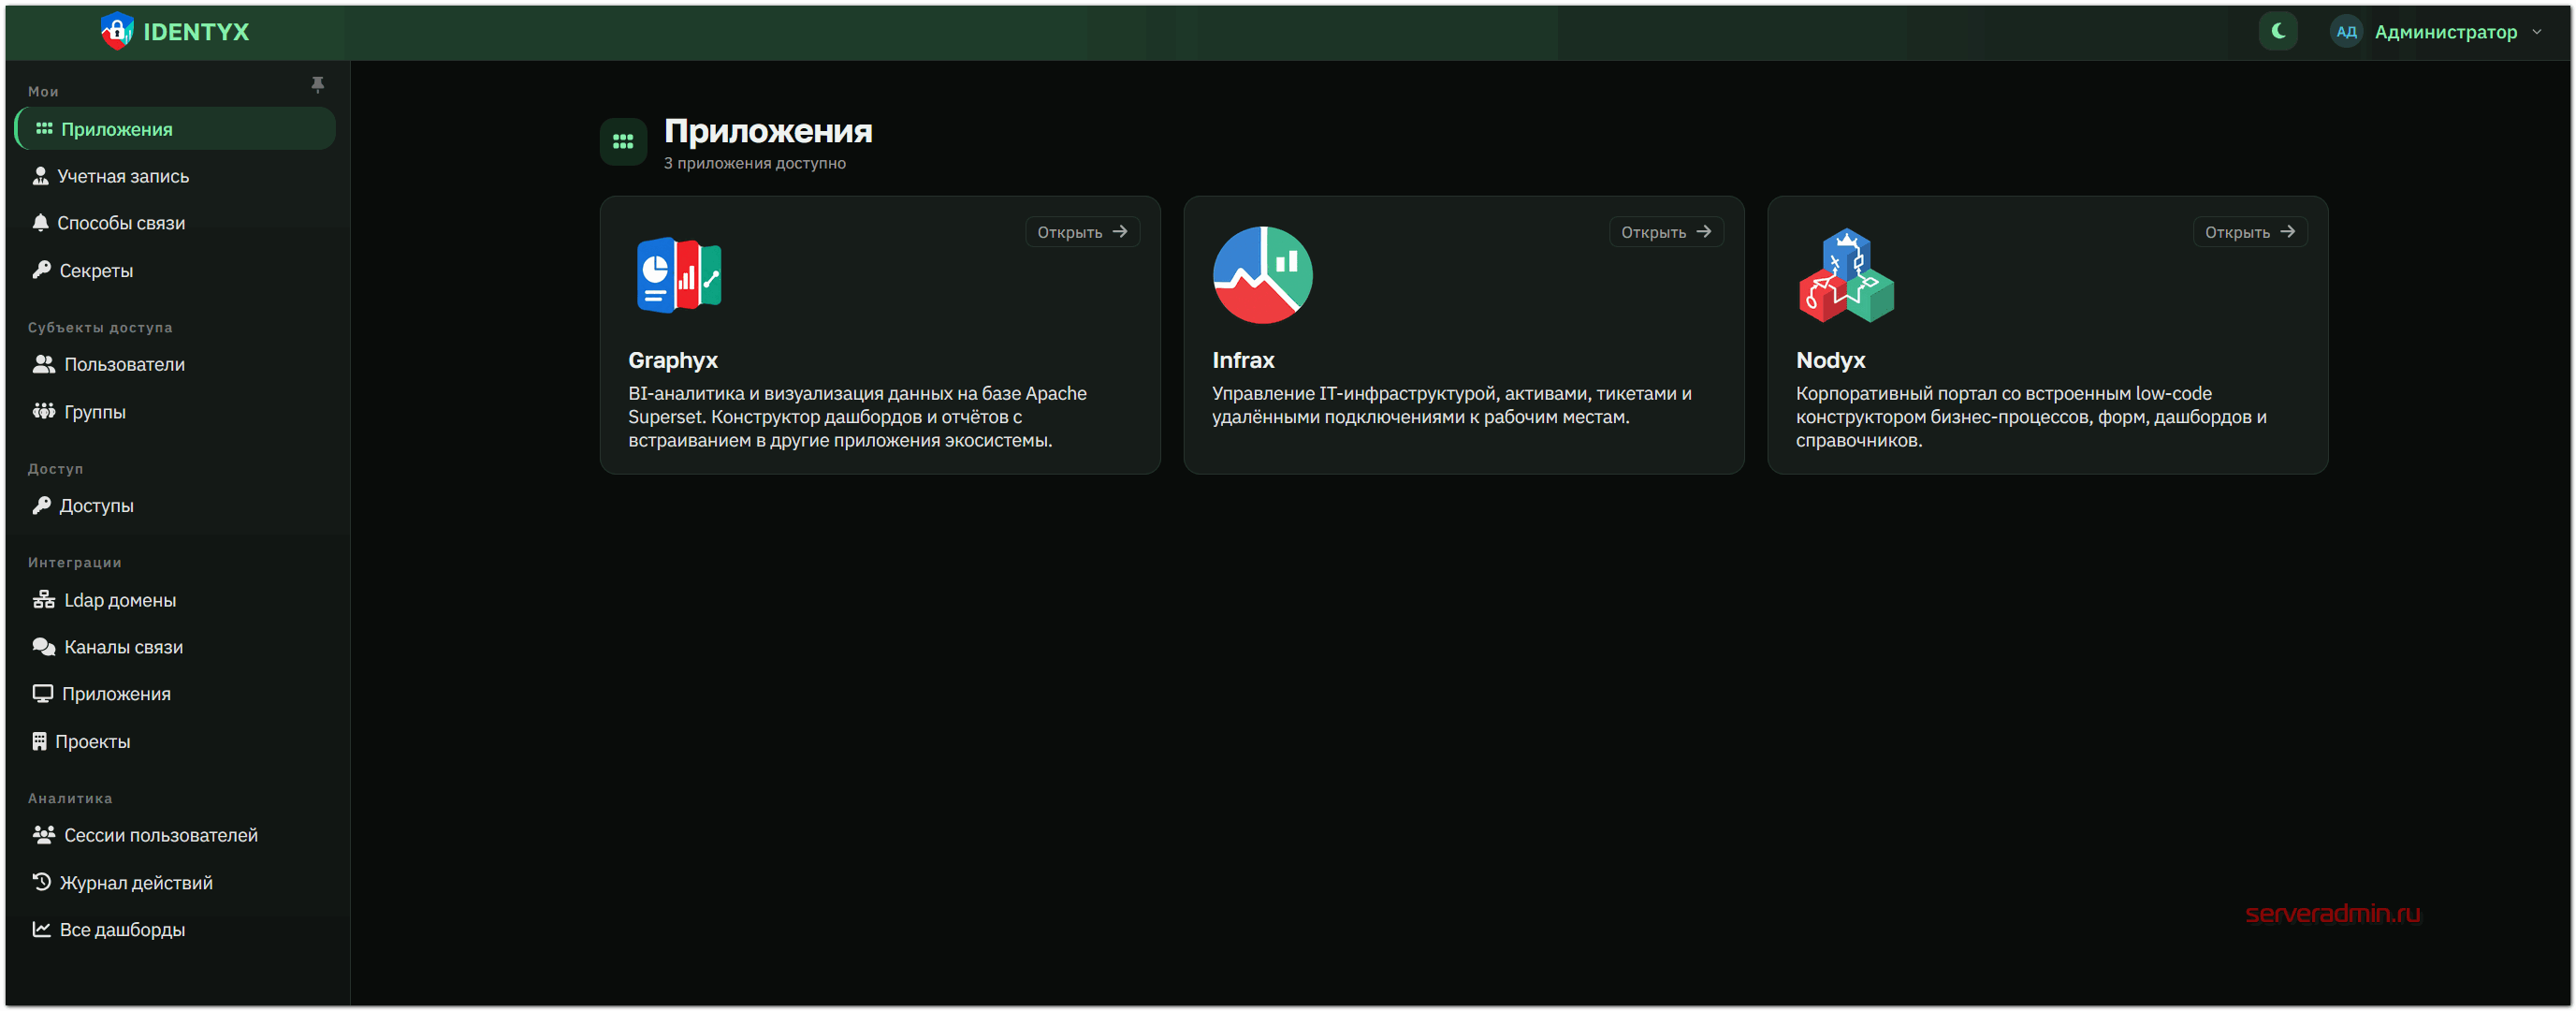 IDENTYX
АД Администратор
Мои
Приложения
Учетная запись
Способы связи
Секреты
Субъекты доступа
Пользователи
Группы
Доступ
Доступы
Интеграции
Ldap домены
Каналы связи
Приложения
Проекты
Аналитика
Сессии пользователей
Журнал действий
Все дашборды
Приложения
3 приложения доступно
Открыть
Graphyx
BI-аналитика и визуализация данных на базе Apache
Superset. Конструктор дашбордов и отчётов с
встраиванием в другие приложения экосистемы.
Открыть
Infrax
Управление IT-инфраструктурой, активами, тикетами и
удалёнными подключениями к рабочим местам.
Открыть
Nodyx
Корпоративный портал со встроенным low-code
конструктором бизнес-процессов, форм, дашбордов и
справочников.
serveradmin.ru